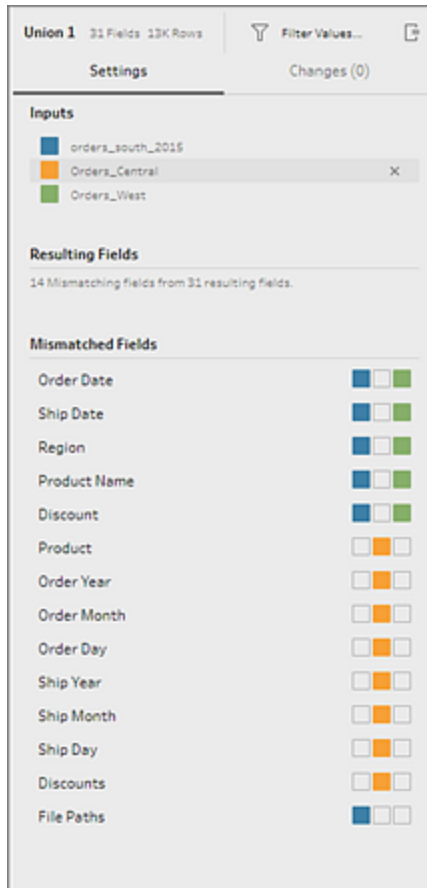 Union 1 31 Fields 13K Rows Filter Values...
Settings Changes (0)
Inputs
orders_south_2015
Orders_Central
Orders_West
Resulting Fields
14 Mismatching fields from 31 resulting fields.
Mismatched Fields
Order Date
Ship Date
Region
Product Name
Discount
Product
Order Year
Order Month
Order Day
Ship Year
Ship Month
Ship Day
Discounts
File Paths